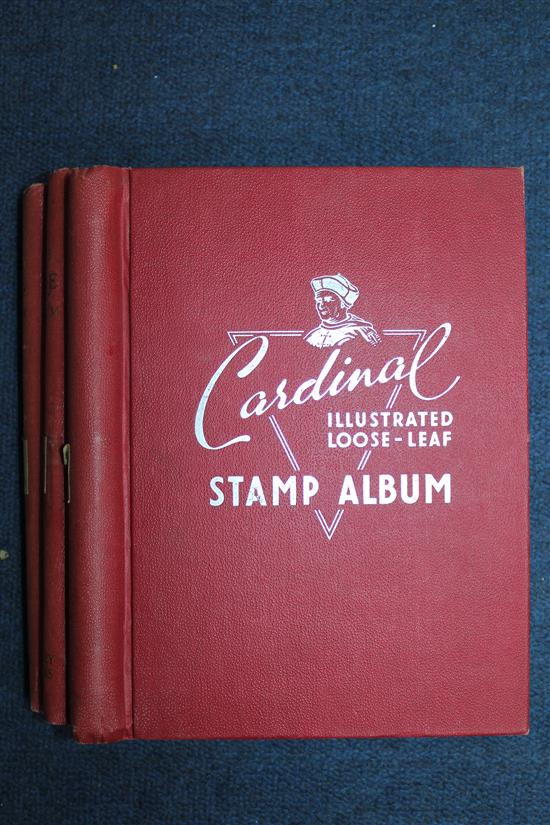 Cardinal
ILLUSTRATED
LOOSE-LEAF
STAMP ALBUM